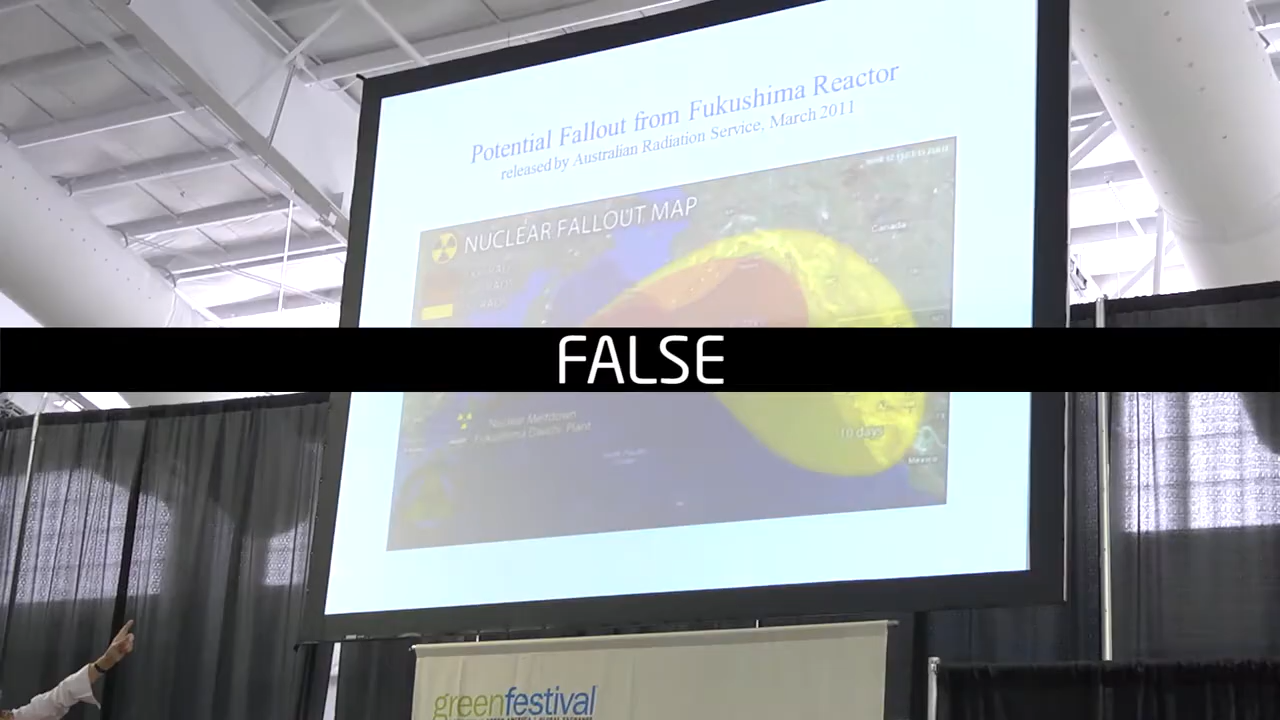 Potential Fallout from Fukushima Reactor
released by Australian Radiation Service, March 2011
NUCLEAR FALLOUT MAP
Canada
FALSE
Nuclear Meltdown
Fukushima Daiichi Plant
10 days
Mexico
greenfestival